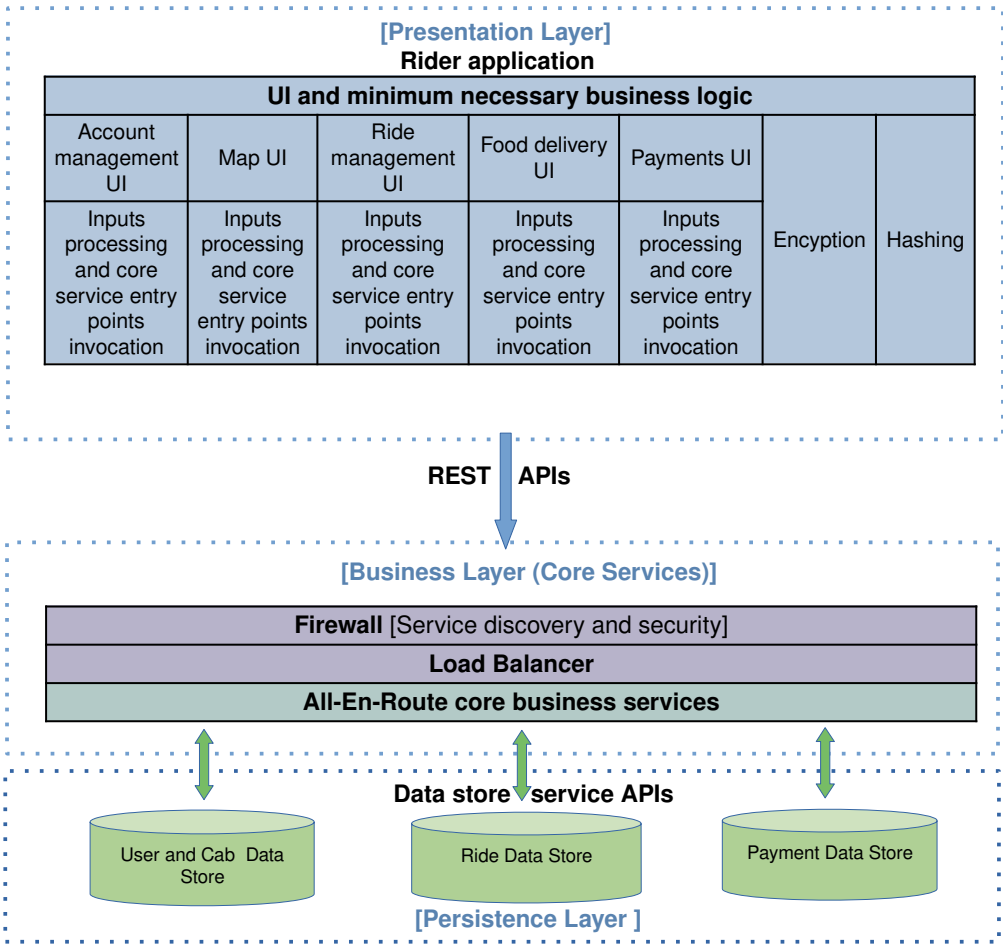 [Presentation Layer]
Rider application
UI and minimum necessary business logic
Account
management
UI
Map UI
Ride
management
UI
Food delivery
UI
Payments UI
Encyption
Hashing
Inputs
processing
and core
service entry
points
invocation
Inputs
processing
and core
service
entry points
invocation
Inputs
processing
and core
service entry
points
invocation
Inputs
processing
and core
service entry
points
invocation
Inputs
processing
and core
service entry
points
invocation
REST APIs
[Business Layer (Core Services)]
Firewall [Service discovery and security]
Load Balancer
All-En-Route core business services
Data store service APIs
User and Cab Data
Store
Ride Data Store
Payment Data Store
[Persistence Layer ]